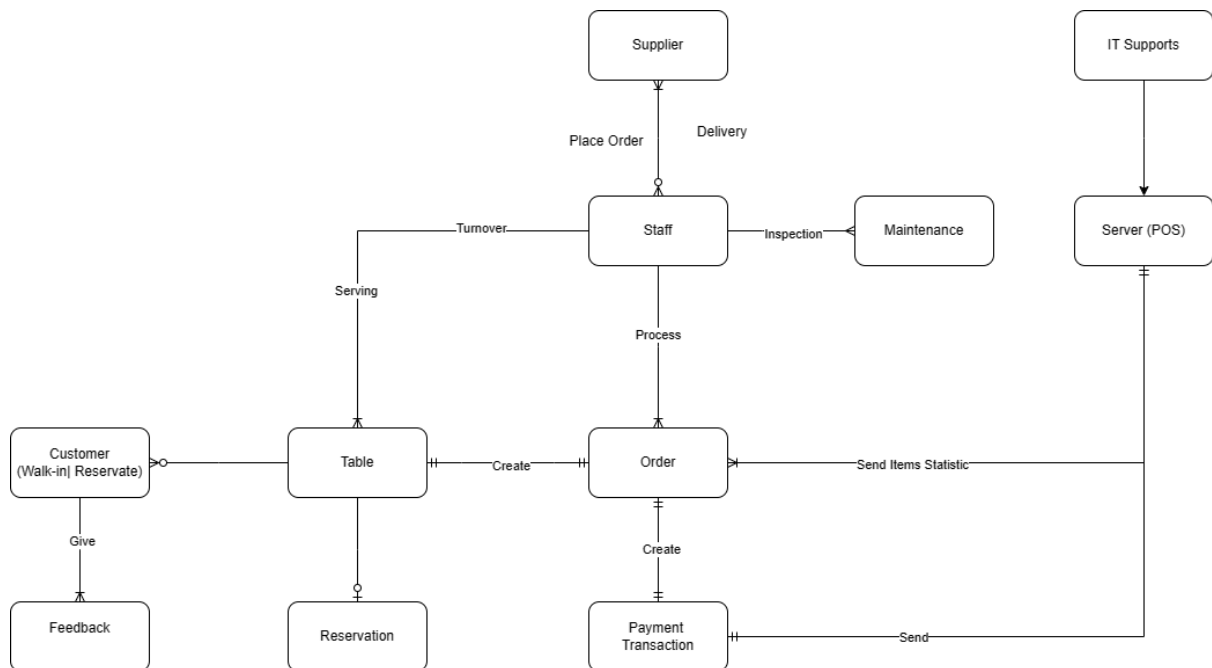 Supplier
IT Supports
Place Order
Delivery
Turnover
Staff
Inspection
Maintenance
Server (POS)
Serving
Process
Customer
(Walk-in| Reservate)
Table
Create
Order
Send Items Statistic
Give
Create
Feedback
Reservation
Payment
Transaction
Send